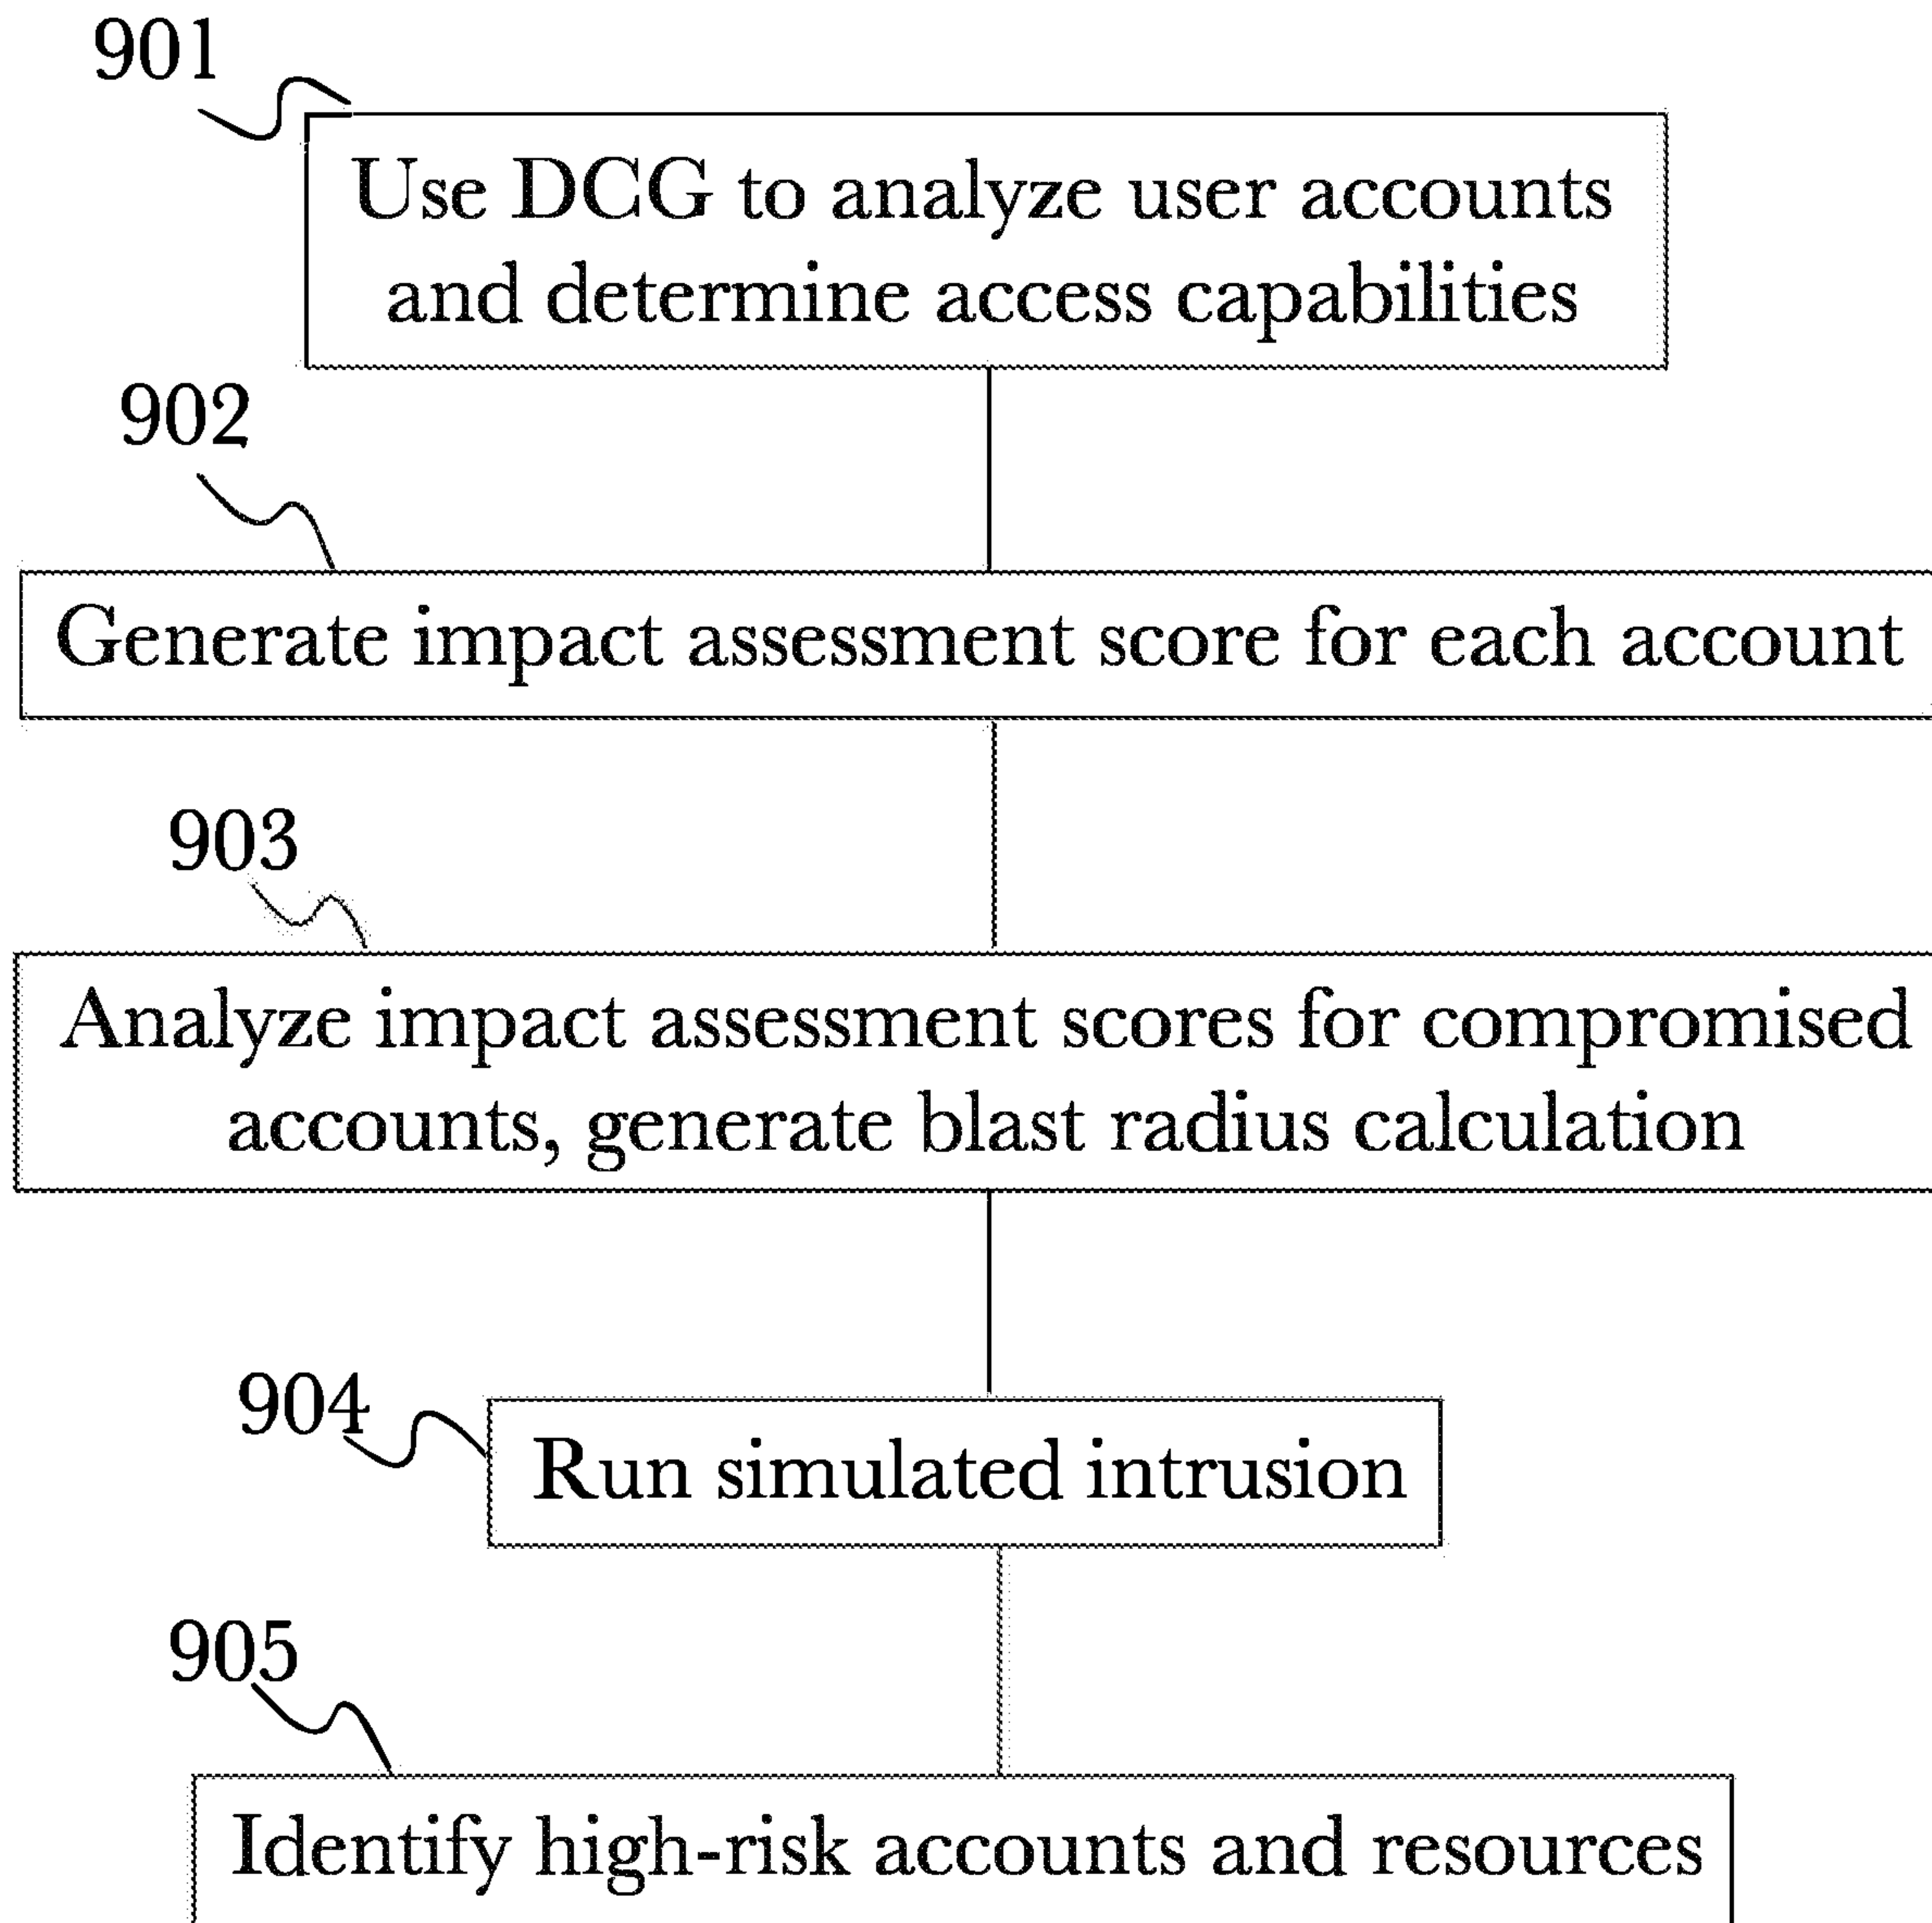 901
Use DCG to analyze user accounts
and determine access capabilities
902
Generate impact assessment score for each account
903
Analyze impact assessment scores for compromised
accounts, generate blast radius calculation
904
Run simulated intrusion
905
Identify high-risk accounts and resources